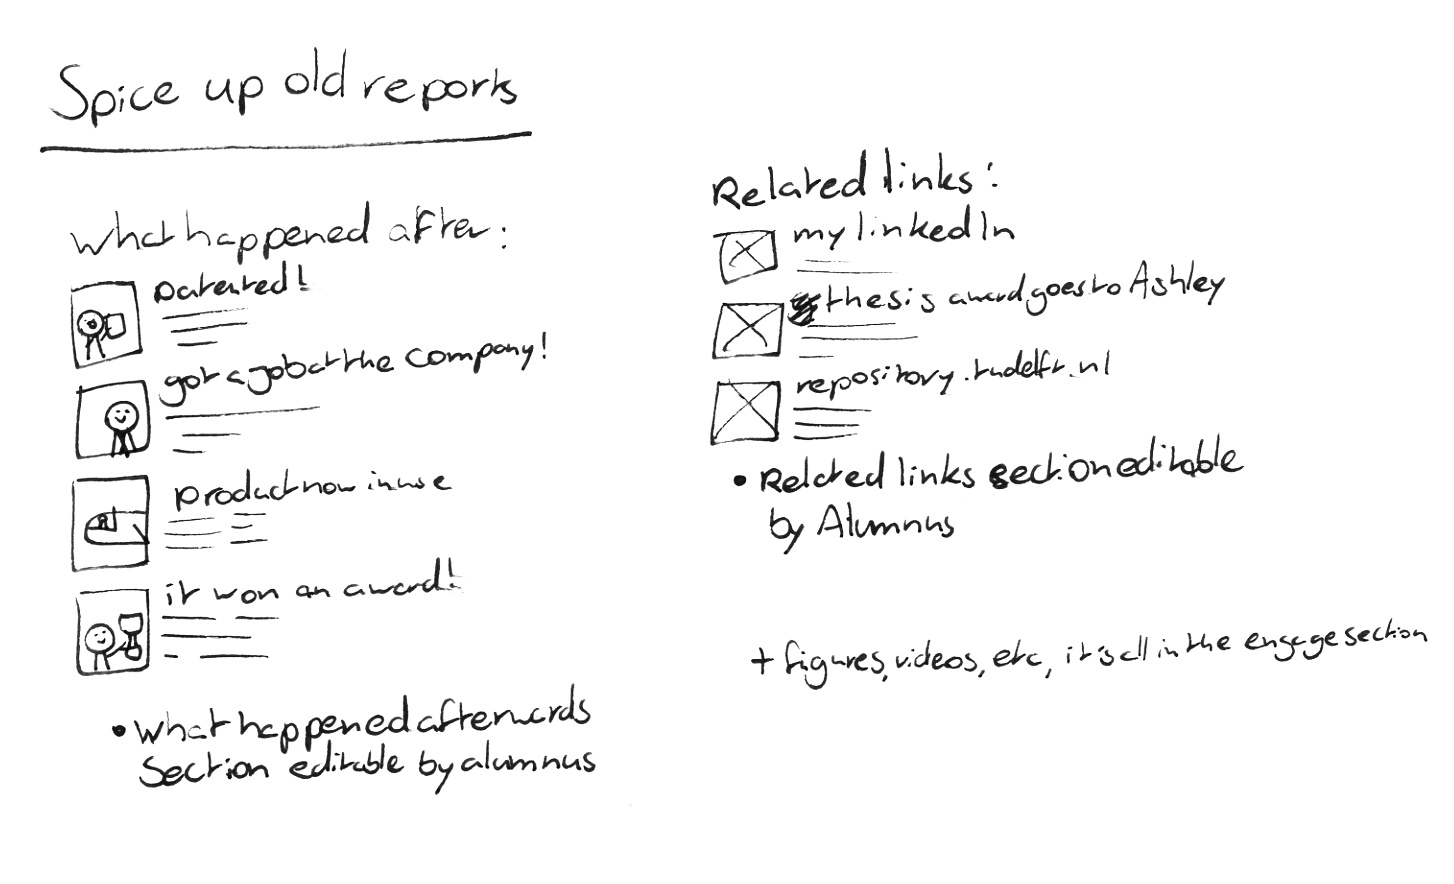 Spice up old reports
What happened after:
patented!
got a job at the company!
product now in use
it won an award!
• What happened afterwards
section editable by alumnus
Related links:
my linkedIn
thesis award goes to Ashley
repository.tudelft.nl
• Related links section editable
by Alumnus
+ figures, videos, etc, it's all in the engage section